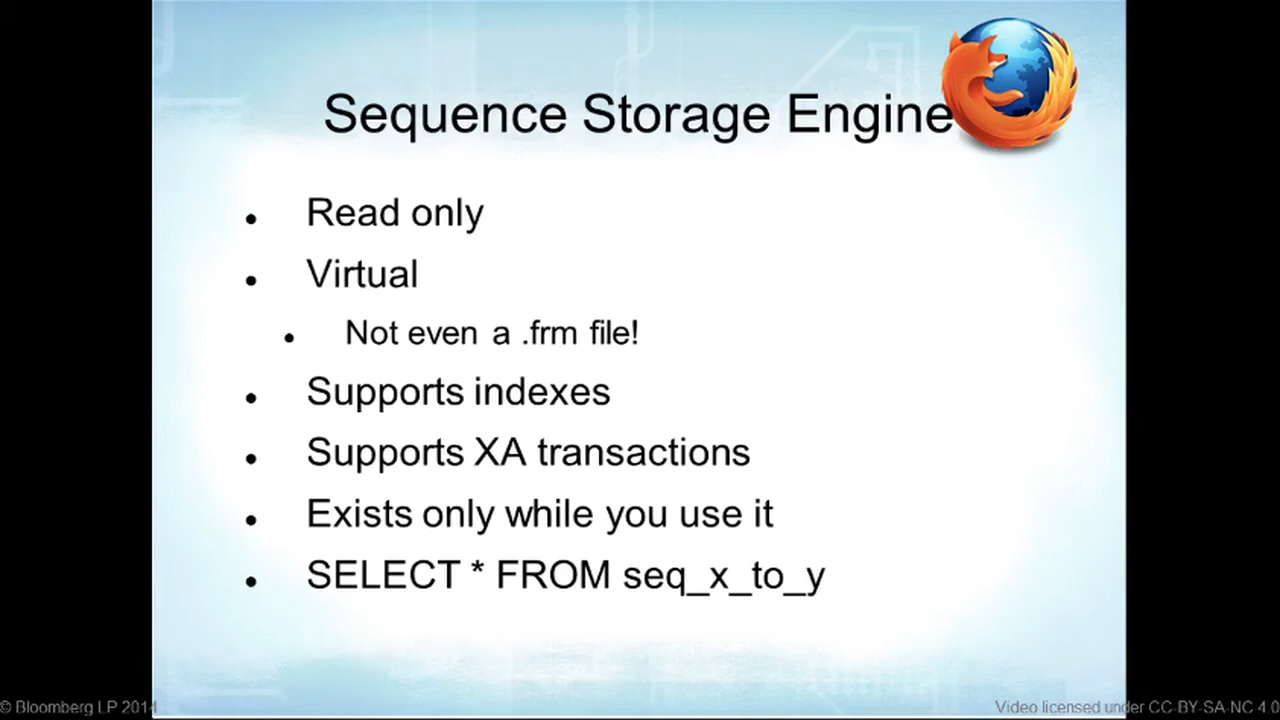 Sequence Storage Engine
Read only
Virtual
Not even a .frm file!
Supports indexes
Supports XA transactions
Exists only while you use it
SELECT * FROM seq_x_to_y
© Bloomberg LP 2014
Video licensed under CC-BY-SA-NC 4.0